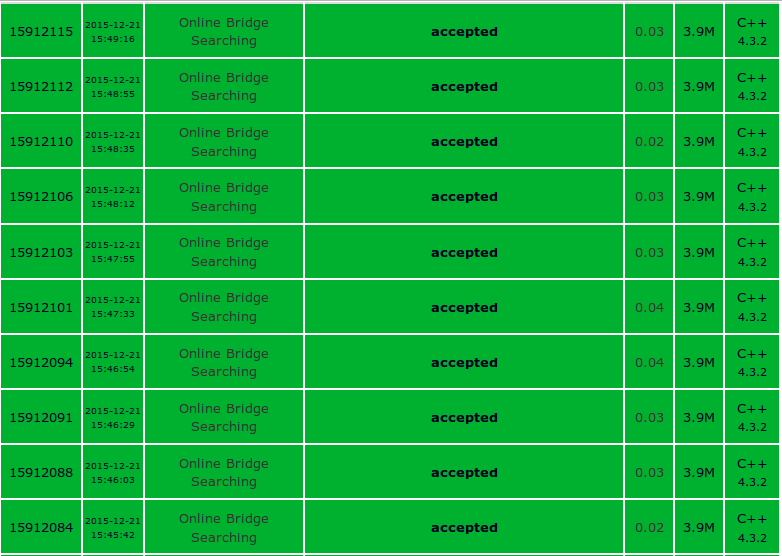 15912115 2015-12-21 15:49:16 Online Bridge Searching accepted 0.03 3.9M C++ 4.3.2
15912112 2015-12-21 15:48:55 Online Bridge Searching accepted 0.03 3.9M C++ 4.3.2
15912110 2015-12-21 15:48:35 Online Bridge Searching accepted 0.02 3.9M C++ 4.3.2
15912106 2015-12-21 15:48:12 Online Bridge Searching accepted 0.03 3.9M C++ 4.3.2
15912103 2015-12-21 15:47:55 Online Bridge Searching accepted 0.03 3.9M C++ 4.3.2
15912101 2015-12-21 15:47:33 Online Bridge Searching accepted 0.04 3.9M C++ 4.3.2
15912094 2015-12-21 15:46:54 Online Bridge Searching accepted 0.04 3.9M C++ 4.3.2
15912091 2015-12-21 15:46:29 Online Bridge Searching accepted 0.03 3.9M C++ 4.3.2
15912088 2015-12-21 15:46:03 Online Bridge Searching accepted 0.03 3.9M C++ 4.3.2
15912084 2015-12-21 15:45:42 Online Bridge Searching accepted 0.02 3.9M C++ 4.3.2